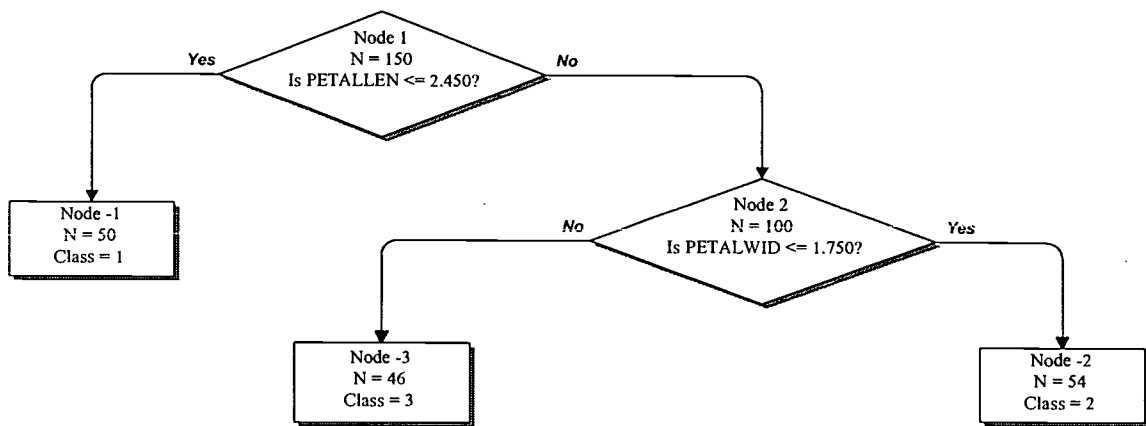 Node 1
N = 150
Is PETALLEN <= 2.450?
Yes
No
Node -1
N = 50
Class = 1
Node 2
N = 100
Is PETALWID <= 1.750?
No
Yes
Node -3
N = 46
Class = 3
Node -2
N = 54
Class = 2